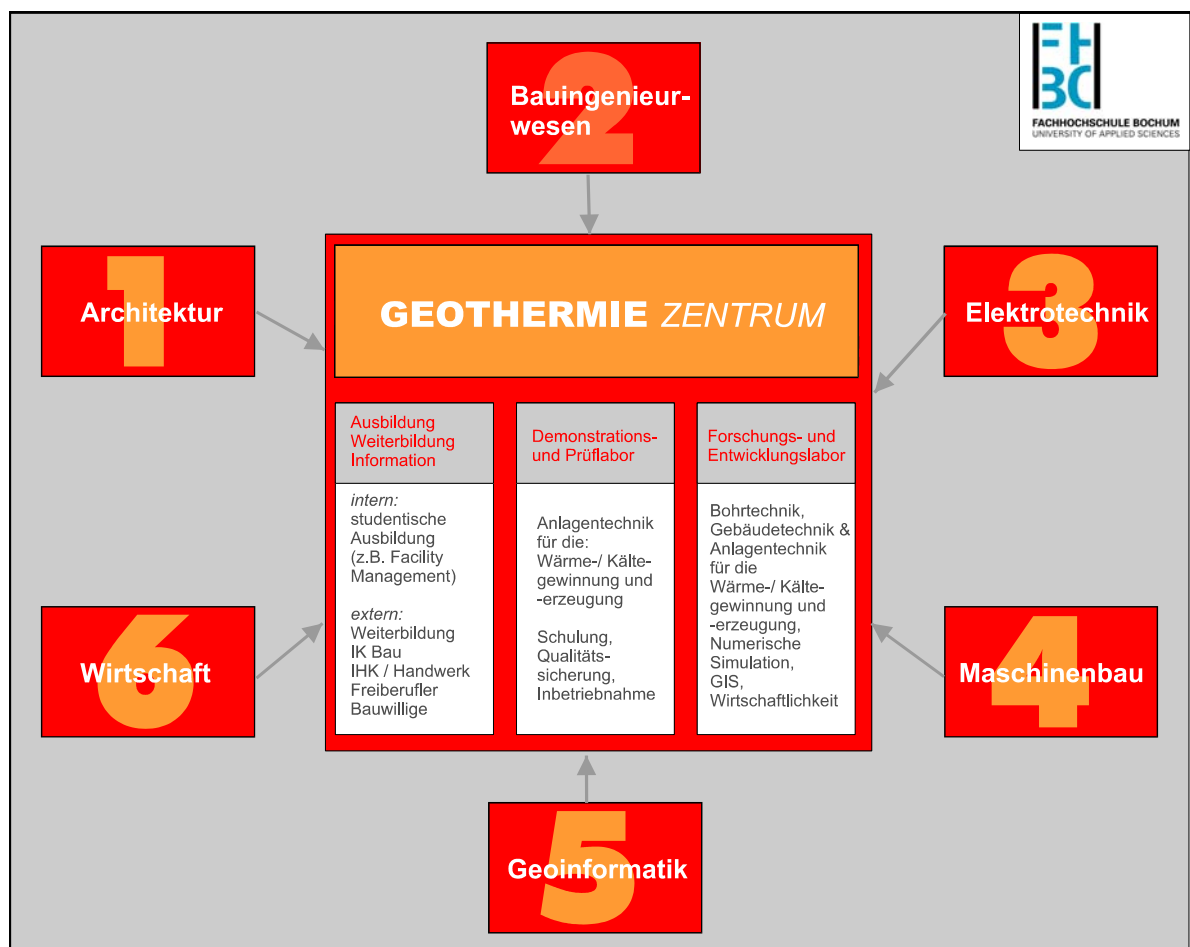 FH
BO
FACHHOCHSCHULE BOCHUM
UNIVERSITY OF APPLIED SCIENCES
2
Bauingenieur-
wesen
1
Architektur
3
Elektrotechnik
GEOTHERMIE ZENTRUM
Ausbildung
Weiterbildung
Information
intern:
studentische
Ausbildung
(z.B. Facility
Management)
extern:
Weiterbildung
IK Bau
IHK / Handwerk
Freiberufler
Bauwillige
Demonstrations-
und Prüflabor
Anlagentechnik
für die:
Wärme-/ Kälte-
gewinnung und
-erzeugung
Schulung,
Qualitäts-
sicherung,
Inbetriebnahme
Forschungs- und
Entwicklungslabor
Bohrtechnik,
Gebäudetechnik &
Anlagentechnik
für die
Wärme-/ Kälte-
gewinnung und
-erzeugung,
Numerische
Simulation,
GIS,
Wirtschaftlichkeit
6
Wirtschaft
4
Maschinenbau
5
Geoinformatik